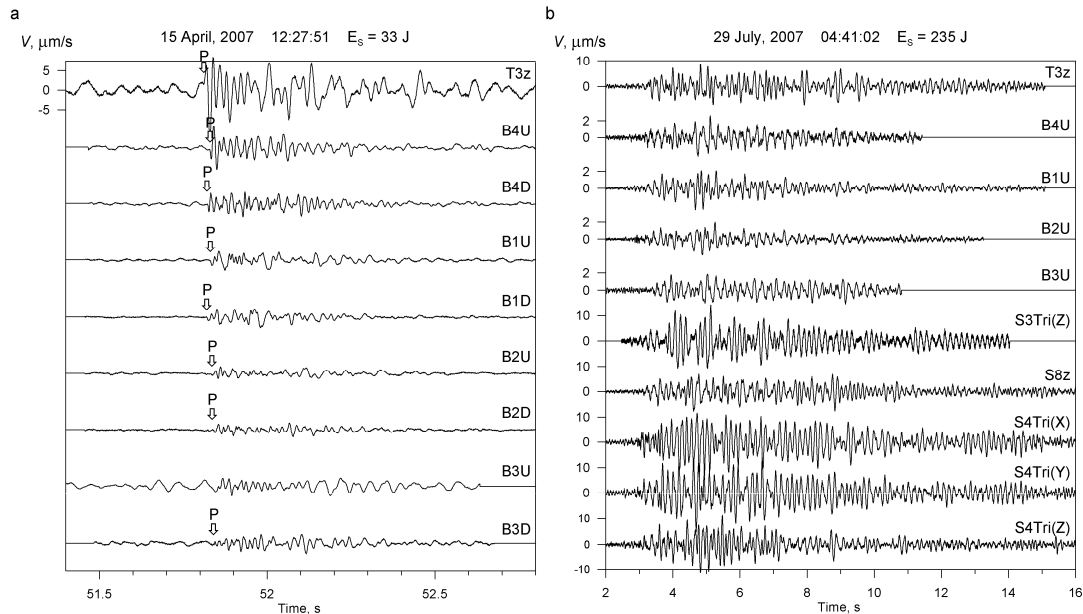 a
15 April, 2007 12:27:51 Es = 33 J
V, μm/s
P
T3z
5
0
-5
P
B4U
P
B4D
P
B1U
P
B1D
P
B2U
P
B2D
B3U
P
B3D
51.5 52 52.5
Time, s
b
29 July, 2007 04:41:02 Es = 235 J
V, μm/s
10
T3z
0
B4U
2
0
B1U
2
0
B2U
2
0
B3U
2
0
S3Tri(Z)
10
0
S8z
10
0
S4Tri(X)
10
0
S4Tri(Y)
10
0
S4Tri(Z)
10
0
-10
2 4 6 8 10 12 14 16
Time, s